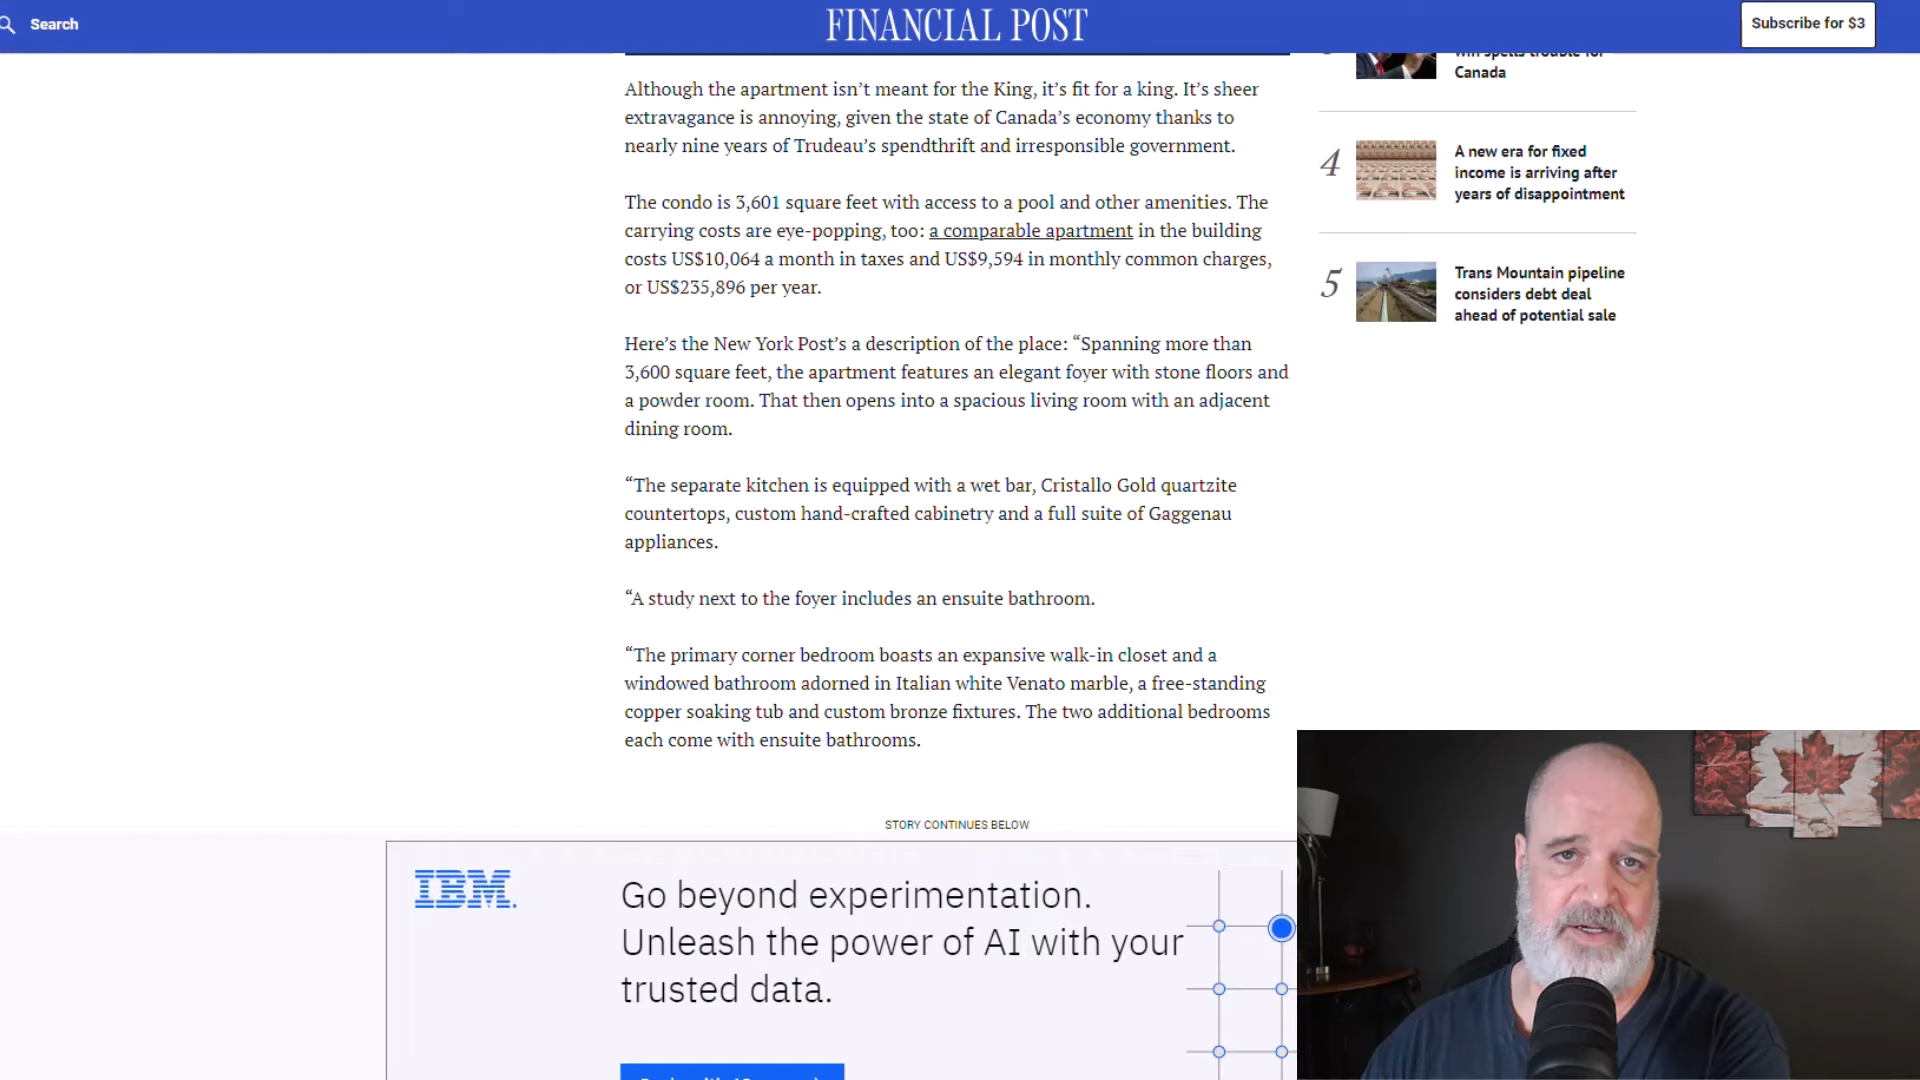 Search
FINANCIAL POST
Subscribe for $3
Although the apartment isn’t meant for the King, it’s fit for a king. It’s sheer
extravagance is annoying, given the state of Canada’s economy thanks to
nearly nine years of Trudeau’s spendthrift and irresponsible government.
The condo is 3,601 square feet with access to a pool and other amenities. The
carrying costs are eye-popping, too: a comparable apartment in the building
costs US$10,064 a month in taxes and US$9,594 in monthly common charges,
or US$235,896 per year.
Here’s the New York Post’s a description of the place: “Spanning more than
3,600 square feet, the apartment features an elegant foyer with stone floors and
a powder room. That then opens into a spacious living room with an adjacent
dining room.
“The separate kitchen is equipped with a wet bar, Cristallo Gold quartzite
countertops, custom hand-crafted cabinetry and a full suite of Gaggenau
appliances.
“A study next to the foyer includes an ensuite bathroom.
“The primary corner bedroom boasts an expansive walk-in closet and a
windowed bathroom adorned in Italian white Venato marble, a free-standing
copper soaking tub and custom bronze fixtures. The two additional bedrooms
each come with ensuite bathrooms.
STORY CONTINUES BELOW
IBM.
Go beyond experimentation.
Unleash the power of AI with your
trusted data.
Canada
4
A new era for fixed
income is arriving after
years of disappointment
5
Trans Mountain pipeline
considers debt deal
ahead of potential sale